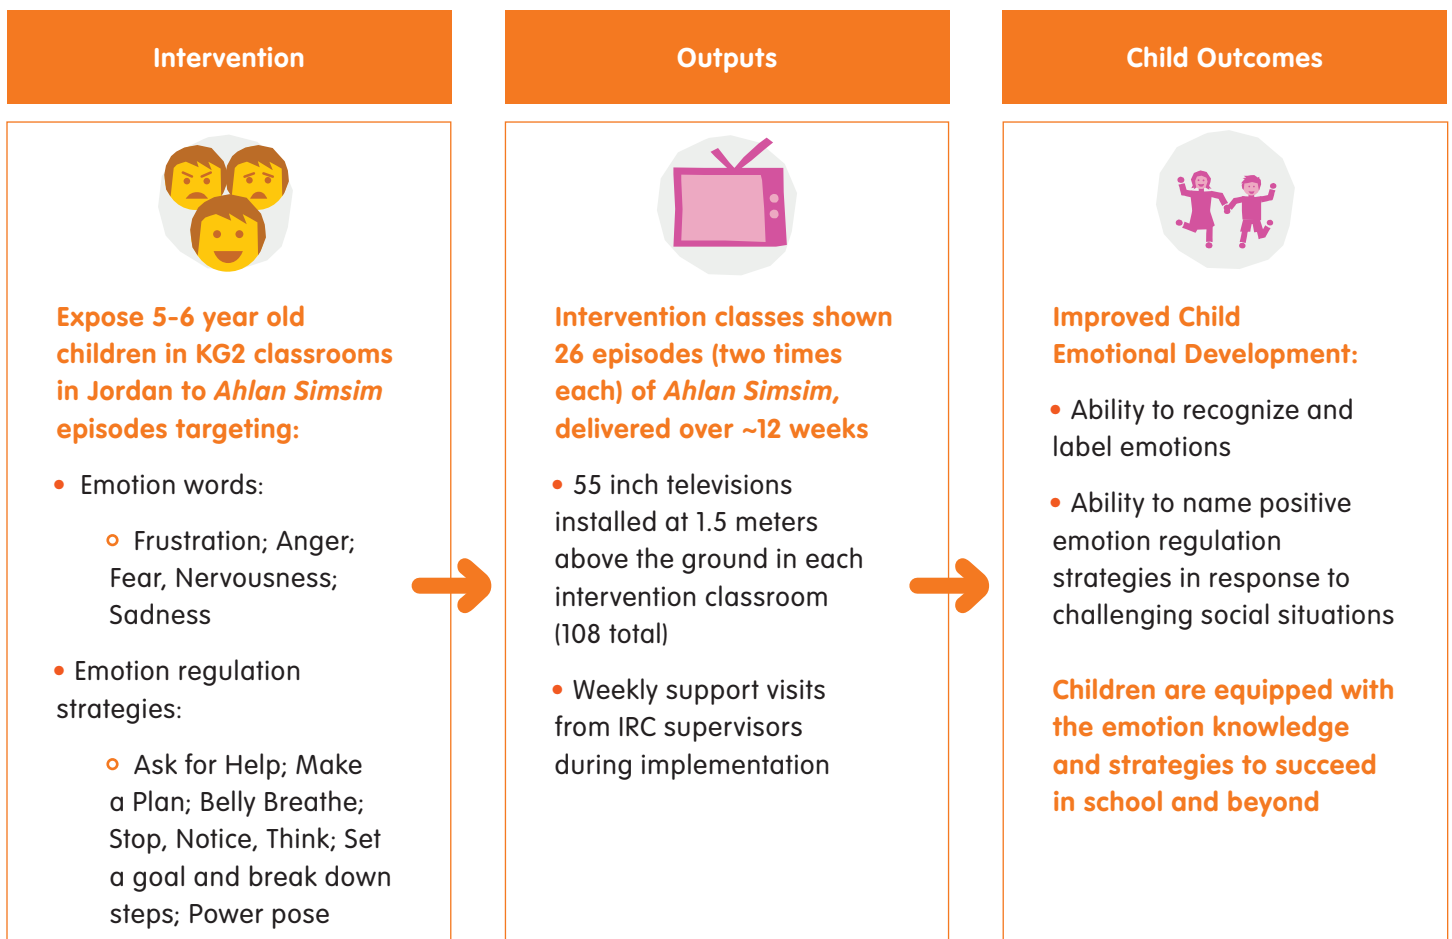 Intervention
Expose 5-6 year old
children in KG2 classrooms
in Jordan to Ahlan Simsim
episodes targeting:
• Emotion words:
Frustration; Anger;
Fear, Nervousness;
Sadness
• Emotion regulation
strategies:
Ask for Help; Make
a Plan; Belly Breathe;
Stop, Notice, Think; Set
a goal and break down
steps; Power pose
Outputs
Intervention classes shown
26 episodes (two times
each) of Ahlan Simsim,
delivered over ~12 weeks
• 55 inch televisions
installed at 1.5 meters
above the ground in each
intervention classroom
(108 total)
• Weekly support visits
from IRC supervisors
during implementation
Child Outcomes
Improved Child
Emotional Development:
• Ability to recognize and
label emotions
• Ability to name positive
emotion regulation
strategies in response to
challenging social situations
Children are equipped with
the emotion knowledge
and strategies to succeed
in school and beyond